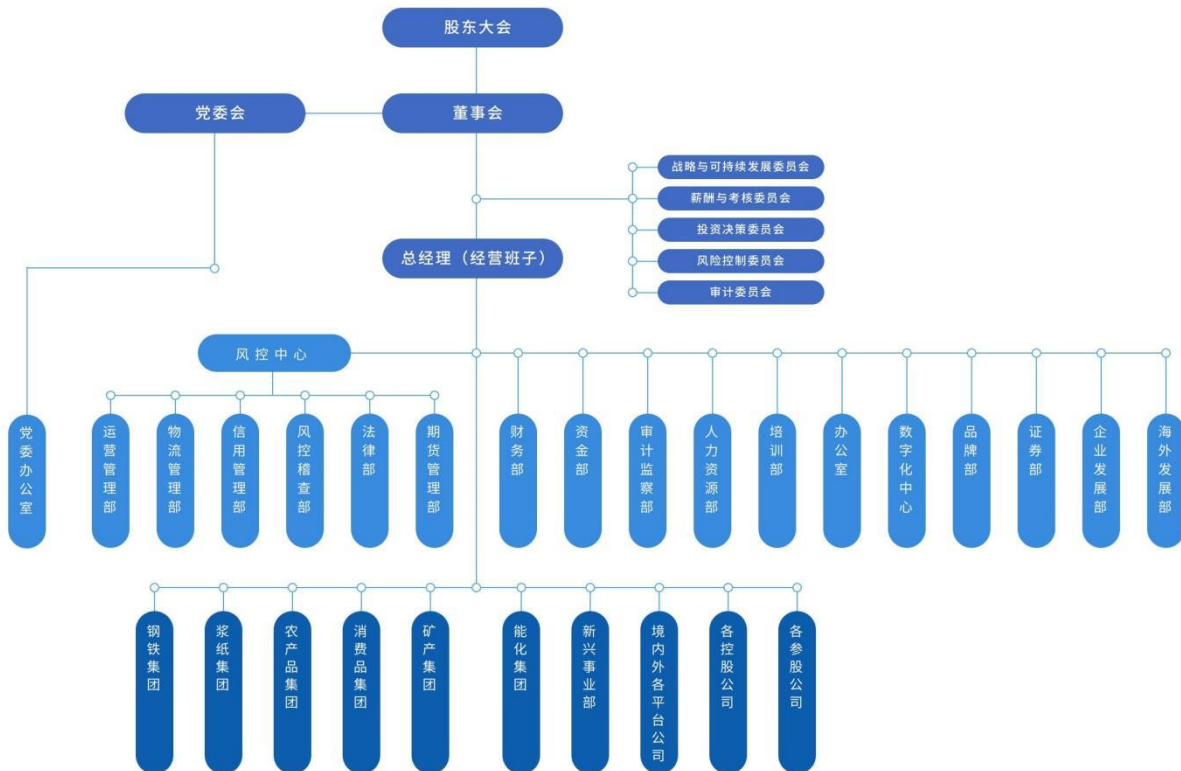 股东大会
党委会
董事会
战略与可持续发展委员会
薪酬与考核委员会
投资决策委员会
总经理（经营班子）
风险控制委员会
审计委员会
风控中心
党委办公室
运营管理部
物流管理部
信用管理部
风控稽查部
法律部
期货管理部
财务部
资金部
审计监察部
人力资源部
培训部
办公室
数字化中心
品牌部
证券部
企业发展部
海外发展部
钢铁集团
浆纸集团
农产品集团
消费品集团
矿产集团
能化集团
新兴事业部
境内外各平台公司
各控股公司
各参股公司